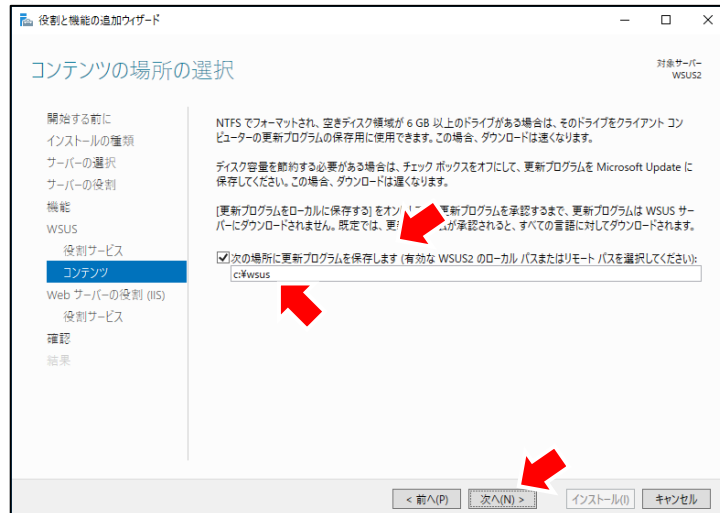 役割と機能の追加ウィザード
コンテンツの場所の選択
対象サーバー
WSUS2
開始する前に
インストールの種類
サーバーの選択
サーバーの役割
機能
WSUS
役割サービス
コンテンツ
Web サーバーの役割 (IIS)
役割サービス
確認
結果
NTFS でフォーマットされ、空きディスク領域が 6 GB 以上のドライブがある場合は、そのドライブをクライアント コン
ピューターの更新プログラムの保存用に使用できます。この場合、ダウンロードは速くなります。
ディスク容量を節約する必要がある場合は、チェック ボックスをオフにして、更新プログラムを Microsoft Update に
保存してください。この場合、ダウンロードは遅くなります。
[更新プログラムをローカルに保存する] をオン 更新プログラムを承認するまで、更新プログラムは WSUS サー
バーにダウンロードされません。既定では、更 ムが承認されると、すべての言語に対してダウンロードされます。
次の場所に更新プログラムを保存します (有効な WSUS2 のローカル パスまたはリモート パスを選択してください):
c:¥wsus
< 前へ(P)
次へ(N) >
インストール(I)
キャンセル